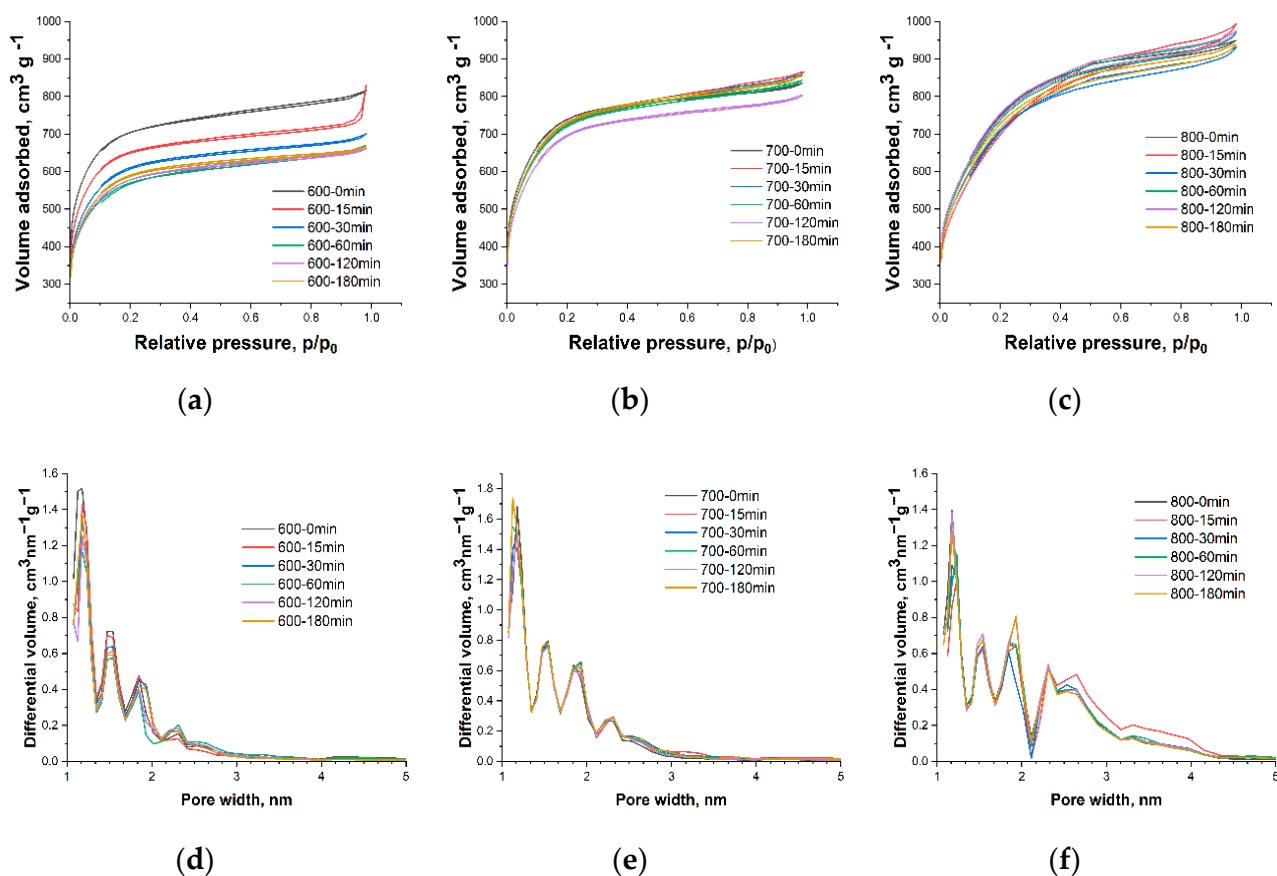 Volume adsorbed, cm³ g ⁻¹
1000
900
800
700
600
500
400
300
600-0min
600-15min
600-30min
600-60min
600-120min
600-180min
0.0 0.2 0.4 0.6 0.8 1.0
Relative pressure, p/p₀
(a)
Volume adsorbed, cm³ g ⁻¹
1000
900
800
700
600
500
400
300
700-0min
700-15min
700-30min
700-60min
700-120min
700-180min
0.0 0.2 0.4 0.6 0.8 1.0
Relative pressure, p/p₀)
(b)
Volume adsorbed, cm³ g ⁻¹
1000
900
800
700
600
500
400
300
800-0min
800-15min
800-30min
800-60min
800-120min
800-180min
0.0 0.2 0.4 0.6 0.8 1.0
Relative pressure, p/p₀
(c)
Differential volume, cm³nm⁻¹g⁻¹
1.6
1.4
1.2
1.0
0.8
0.6
0.4
0.2
0.0
600-0min
600-15min
600-30min
600-60min
600-120min
600-180min
1 2 3 4 5
Pore width, nm
(d)
Differential volume, cm³nm⁻¹g⁻¹
1.8
1.6
1.4
1.2
1.0
0.8
0.6
0.4
0.2
0.0
700-0min
700-15min
700-30min
700-60min
700-120min
700-180min
1 2 3 4 5
Pore width, nm
(e)
Differential volume, cm³nm⁻¹g⁻¹
1.6
1.4
1.2
1.0
0.8
0.6
0.4
0.2
0.0
800-0min
800-15min
800-30min
800-60min
800-120min
800-180min
1 2 3 4 5
Pore width, nm
(f)